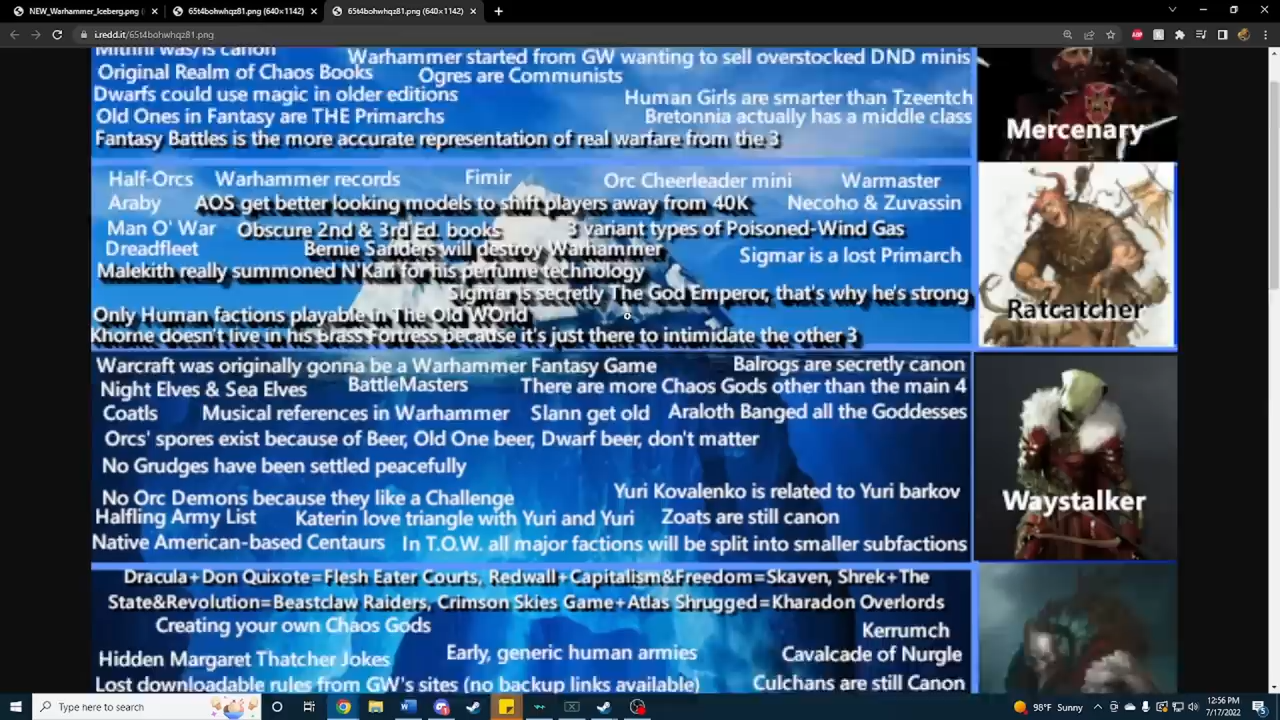 NEW_Warhammer_Iceberg.png (
65t4bohwhqz81.png (640×1142)
65t4bohwhqz81.png (640×1142)
i.redd.it/65t4bohwhqz81.png
Mithril was/is canon
Warhammer started from GW wanting to sell overstocked DND minis
Original Realm of Chaos Books
Ogres are Communists
Dwarfs could use magic in older editions
Human Girls are smarter than Tzeentch
Old Ones in Fantasy are THE Primarchs
Bretonnia actually has a middle class
Fantasy Battles is the more accurate representation of real warfare from the 3
Mercenary
Half-Orcs
Warhammer records
Fimir
Orc Cheerleader mini
Warmaster
Araby
AOS get better looking models to shift players away from 40K
Necoho & Zuvassin
Man O' War
Obscure 2nd & 3rd Ed. books
3 variant types of Poisoned-Wind Gas
Dreadfleet
Bernie Sanders will destroy Warhammer
Sigmar is a lost Primarch
Malekith really summoned N'Kari for his perfume technology
Sigmar is secretly The God Emperor, that's why he's strong
Only Human factions playable in The Old WOrld
Khorne doesn't live in his Brass Fortress because it's just there to intimidate the other 3
Ratcatcher
Warcraft was originally gonna be a Warhammer Fantasy Game
Balrogs are secretly canon
Night Elves & Sea Elves
BattleMasters
There are more Chaos Gods other than the main 4
Coatls
Musical references in Warhammer
Slann get old
Araloth Banged all the Goddesses
Orcs' spores exist because of Beer, Old One beer, Dwarf beer, don't matter
No Grudges have been settled peacefully
No Orc Demons because they like a Challenge
Yuri Kovalenko is related to Yuri barkov
Halfling Army List
Katerin love triangle with Yuri and Yuri
Zoats are still canon
Native American-based Centaurs
In T.O.W. all major factions will be split into smaller subfactions
Waystalker
Dracula+Don Quixote=Flesh Eater Courts, Redwall+Capitalism&Freedom=Skaven, Shrek+The
State&Revolution=Beastclaw Raiders, Crimson Skies Game+Atlas Shrugged=Kharadon Overlords
Creating your own Chaos Gods
Kerrumch
Hidden Margaret Thatcher Jokes
Early, generic human armies
Cavalcade of Nurgle
Lost downloadable rules from GW's sites (no backup links available)
Culchans are still Canon
Type here to search
98°F Sunny
12:56 PM
7/17/2022